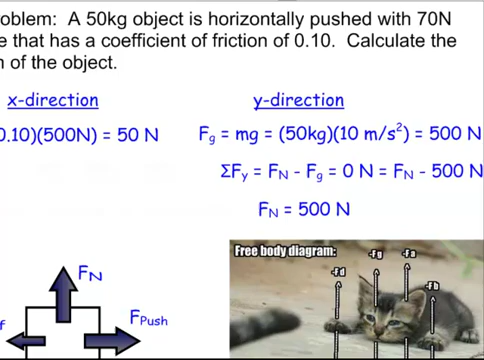 oblem: A 50kg object is horizontally pushed with 70N
e that has a coefficient of friction of 0.10. Calculate the
n of the object.
x-direction
y-direction
0.10)(500N) = 50 N
Fg = mg = (50kg)(10 m/s²) = 500 N
ΣFy = FN - Fg = 0 N = FN - 500 N
FN = 500 N
Free body diagram:
-Fg
-Fa
-Fd
-Fb
FN
FPush
f